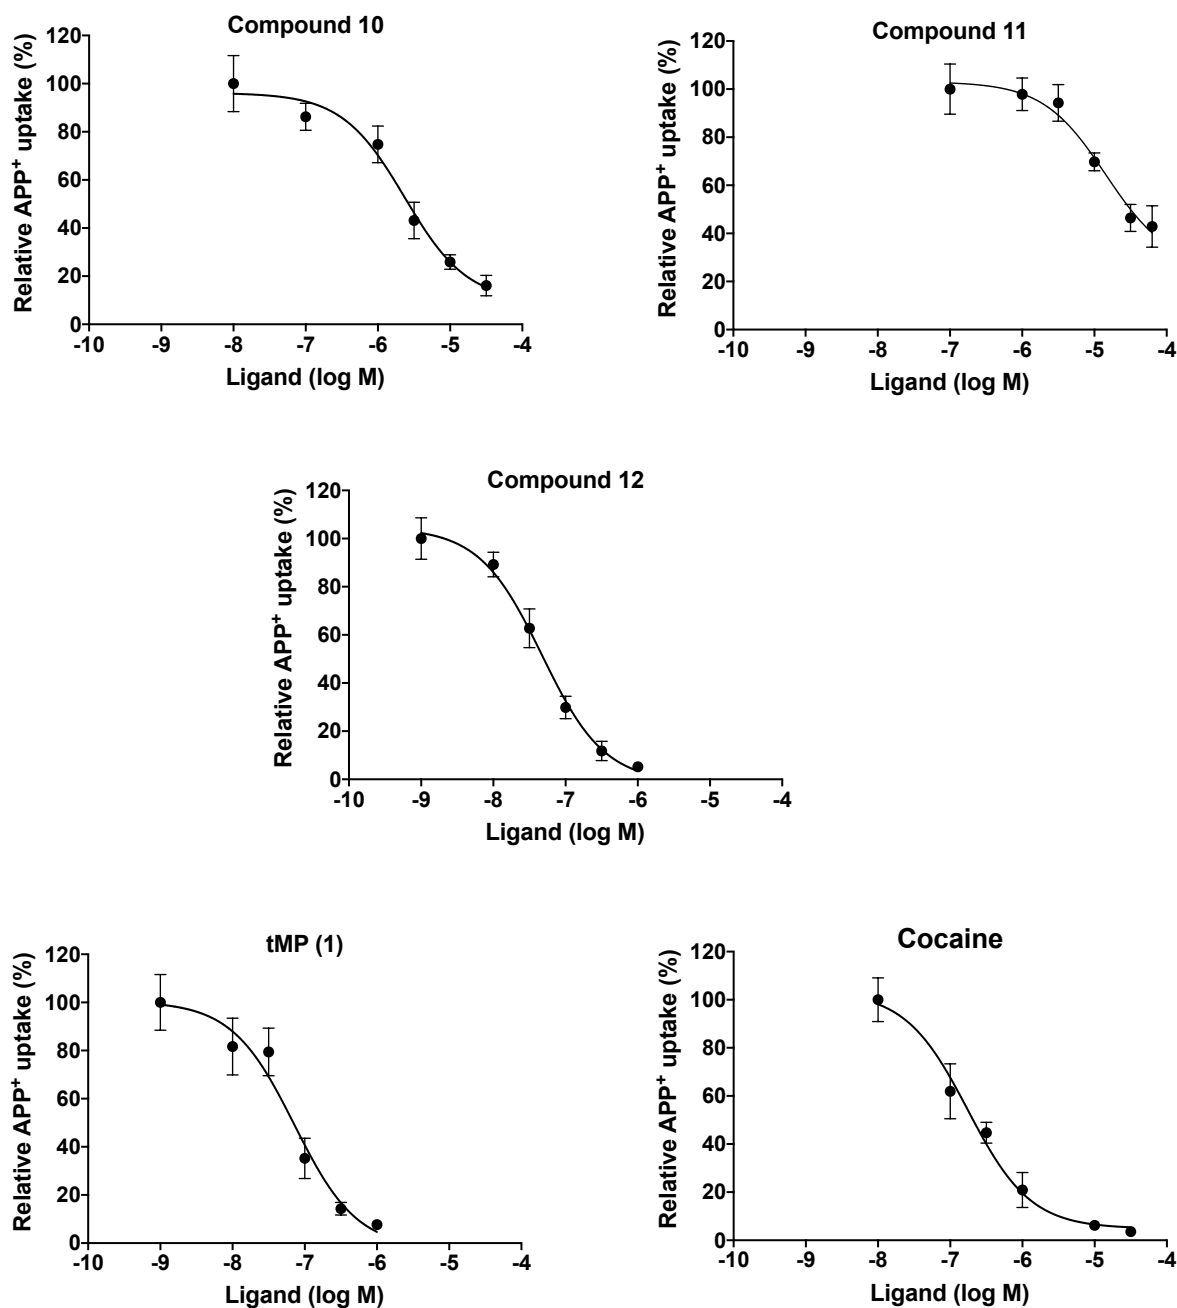 Compound 10
Relative APP⁺ uptake (%)
120
100
80
60
40
20
0
-10 -9 -8 -7 -6 -5 -4
Ligand (log M)
Compound 11
Relative APP⁺ uptake (%)
120
100
80
60
40
20
0
-10 -9 -8 -7 -6 -5 -4
Ligand (log M)
Compound 12
Relative APP⁺ uptake (%)
120
100
80
60
40
20
0
-10 -9 -8 -7 -6 -5 -4
Ligand (log M)
tMP (1)
Relative APP⁺ uptake (%)
120
100
80
60
40
20
0
-10 -9 -8 -7 -6 -5 -4
Ligand (log M)
Cocaine
Relative APP⁺ uptake (%)
120
100
80
60
40
20
0
-10 -9 -8 -7 -6 -5 -4
Ligand (log M)